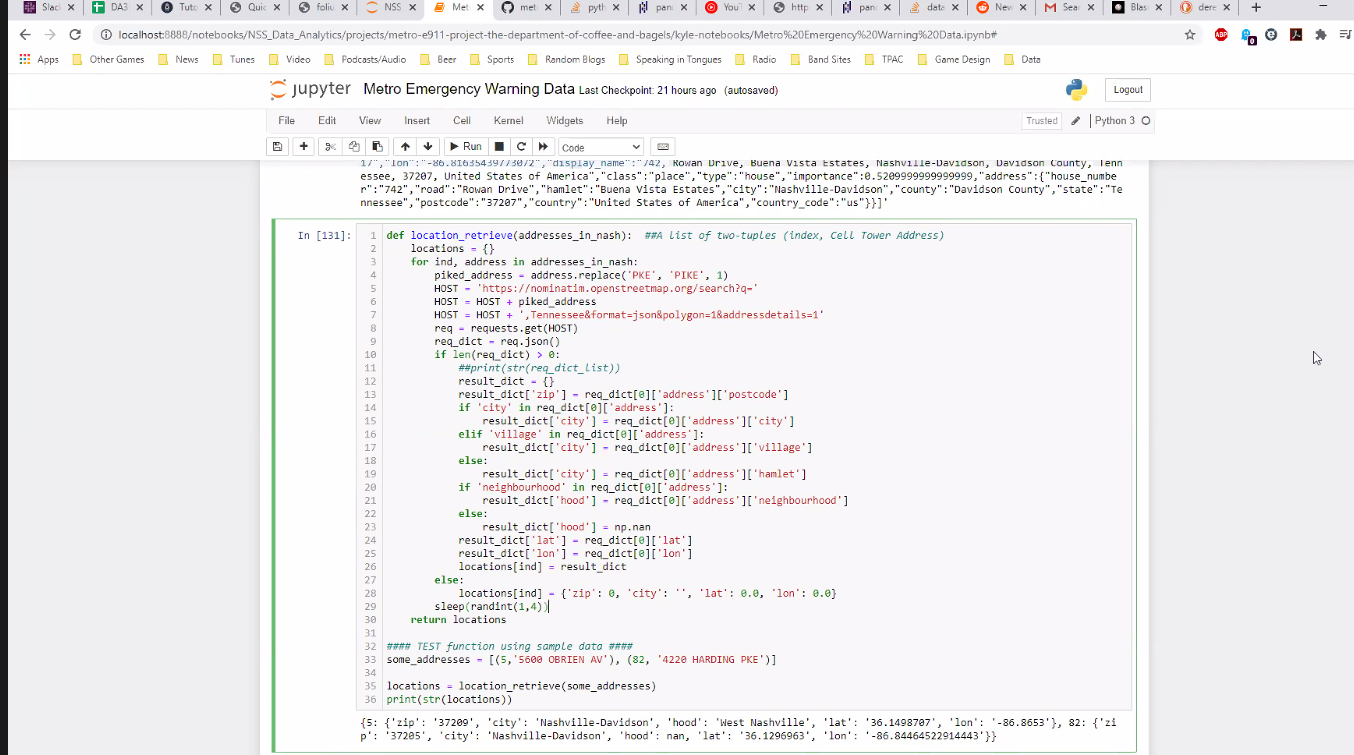 Slack
DA3
Tuto
Quic
foliu
NSS
Met
met
pyth
pan
YouT
http
pan
data
New
Sear
Blas
dere
localhost:8888/notebooks/NSS_Data_Analytics/projects/metro-e911-project-the-department-of-coffee-and-bagels/kyle-notebooks/Metro%20Emergency%20Warning%20Data.ipynb#
ABP
0
Apps
Other Games
News
Tunes
Video
Podcasts/Audio
Beer
Sports
Random Blogs
Speaking in Tongues
Radio
Band Sites
TPAC
Game Design
Data
jupyter Metro Emergency Warning Data Last Checkpoint: 21 hours ago (autosaved)
Logout
File Edit View Insert Cell Kernel Widgets Help
Trusted
Python 3
Run
Code
17","lon":"-86.81635439773072","display_name":"742, Rowan Drive, Buena Vista Estates, Nashville-Davidson, Davidson County, Tenn
essee, 37207, United States of America","class":"place","type":"house","importance":0.5209999999999999,"address":{"house_numbe
r":"742","road":"Rowan Drive","hamlet":"Buena Vista Estates","city":"Nashville-Davidson","county":"Davidson County","state":"Te
nnessee","postcode":"37207","country":"United States of America","country_code":"us"}}]'
In [131]:
1 def location_retrieve(addresses_in_nash):  ##A list of two-tuples (index, Cell Tower Address)
2     locations = {}
3     for ind, address in addresses_in_nash:
4         piked_address = address.replace('PKE', 'PIKE', 1)
5         HOST = 'https://nominatim.openstreetmap.org/search?q='
6         HOST = HOST + piked_address
7         HOST = HOST + ',Tennessee&format=json&polygon=1&addressdetails=1'
8         req = requests.get(HOST)
9         req_dict = req.json()
10         if len(req_dict) > 0:
11             ##print(str(req_dict_list))
12             result_dict = {}
13             result_dict['zip'] = req_dict[0]['address']['postcode']
14             if 'city' in req_dict[0]['address']:
15                 result_dict['city'] = req_dict[0]['address']['city']
16             elif 'village' in req_dict[0]['address']:
17                 result_dict['city'] = req_dict[0]['address']['village']
18             else:
19                 result_dict['city'] = req_dict[0]['address']['hamlet']
20             if 'neighbourhood' in req_dict[0]['address']:
21                 result_dict['hood'] = req_dict[0]['address']['neighbourhood']
22             else:
23                 result_dict['hood'] = np.nan
24             result_dict['lat'] = req_dict[0]['lat']
25             result_dict['lon'] = req_dict[0]['lon']
26             locations[ind] = result_dict
27         else:
28             locations[ind] = {'zip': 0, 'city': '', 'lat': 0.0, 'lon': 0.0}
29         sleep(randint(1,4))
30     return locations
31
32 #### TEST function using sample data ####
33 some_addresses = [(5,'5600 OBRIEN AV'), (82, '4220 HARDING PKE')]
34
35 locations = location_retrieve(some_addresses)
36 print(str(locations))
{5: {'zip': '37209', 'city': 'Nashville-Davidson', 'hood': 'West Nashville', 'lat': '36.1498707', 'lon': '-86.8653'}, 82: {'zi
p': '37205', 'city': 'Nashville-Davidson', 'hood': nan, 'lat': '36.1296963', 'lon': '-86.84464522914443'}}